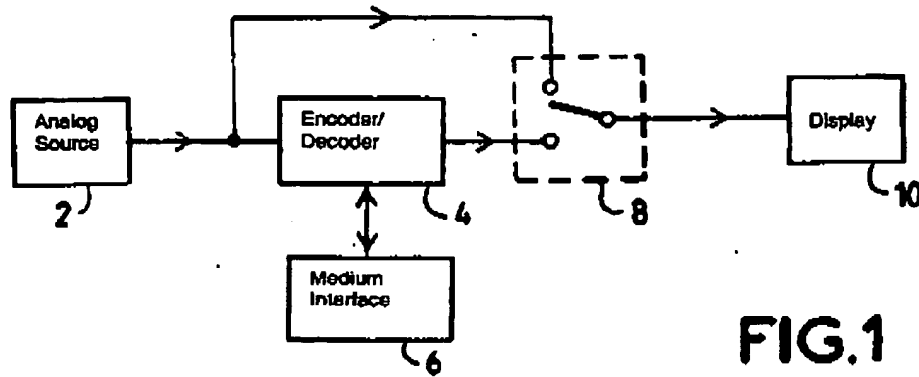 Analog
Source
2
Encoder/
Decoder
4
Medium
Interface
6
8
Display
10
FIG.1